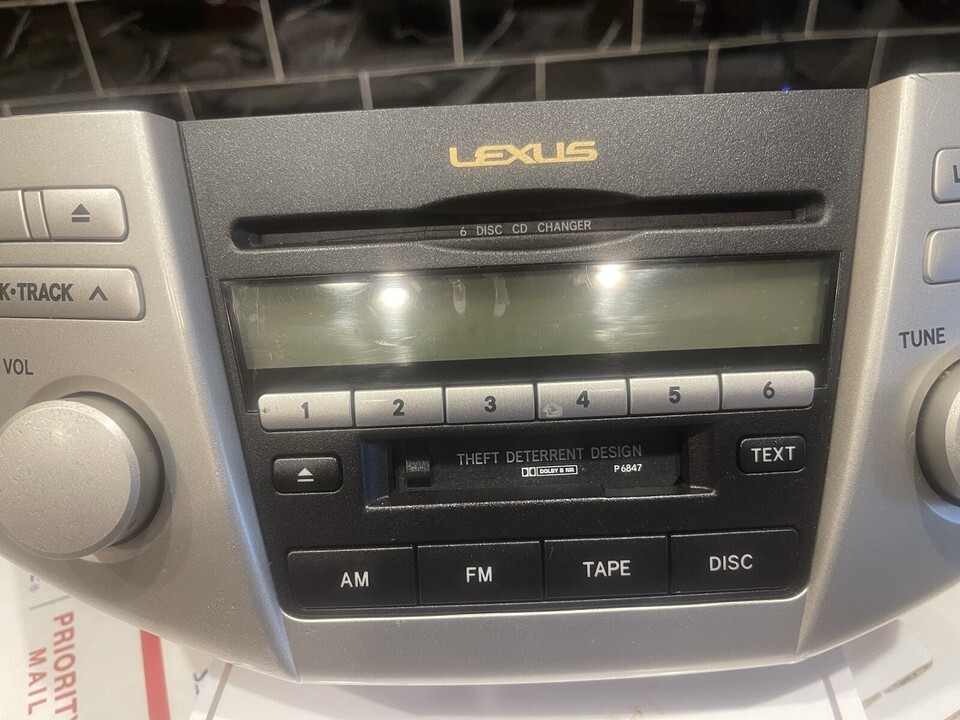 LEXUS
6 DISC CD CHANGER
K•TRACK
VOL
TUNE
1 2 3 4 5 6
THEFT DETERRENT DESIGN
DOLBY B NR P6847
TEXT
AM FM TAPE DISC
PRIORITY
MAIL